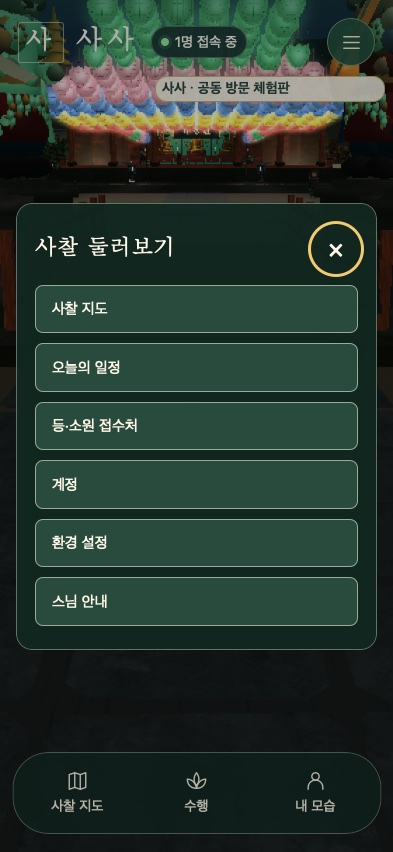 사 사사
1명 접속 중
사사 · 공동 방문 체험판
사찰 둘러보기
×
사찰 지도
오늘의 일정
등·소원 접수처
계정
환경 설정
스님 안내
사찰 지도
수행
내 모습